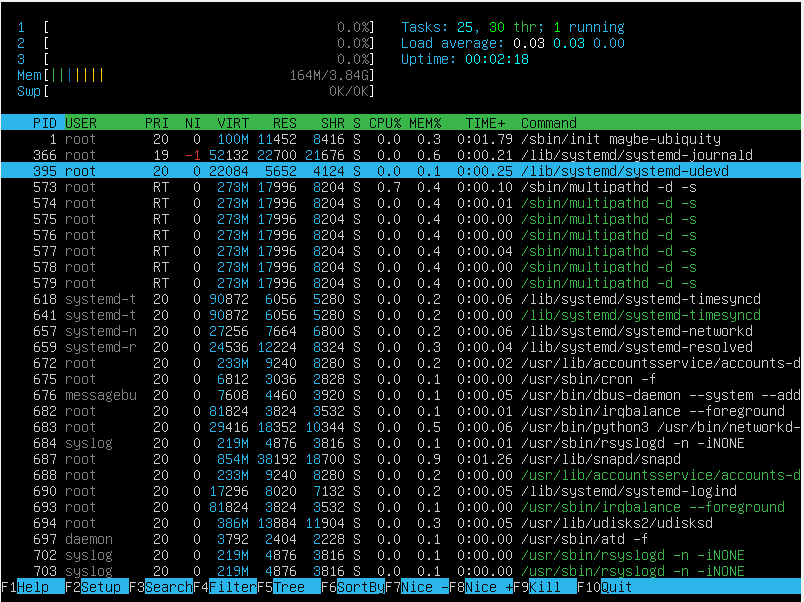 1 [ 0.0%] Tasks: 25, 30 thr; 1 running
2 [ 0.0%] Load average: 0.03 0.03 0.00
3 [ 0.0%] Uptime: 00:02:18
Mem[||||||| 164M/3.84G]
Swp[ 0K/0K]
PID USER PRI NI VIRT RES SHR S CPU% MEM% TIME+ Command
1 root 20 0 100M 11452 8416 S 0.0 0.3 0:01.79 /sbin/init maybe-ubiquity
366 root 19 -1 52132 22700 21676 S 0.0 0.6 0:00.21 /lib/systemd/systemd-journald
395 root 20 0 22084 5652 4124 S 0.0 0.1 0:00.25 /lib/systemd/systemd-udevd
573 root RT 0 273M 17996 8204 S 0.7 0.4 0:00.10 /sbin/multipathd -d -s
574 root RT 0 273M 17996 8204 S 0.0 0.4 0:00.01 /sbin/multipathd -d -s
575 root RT 0 273M 17996 8204 S 0.0 0.4 0:00.00 /sbin/multipathd -d -s
576 root RT 0 273M 17996 8204 S 0.0 0.4 0:00.00 /sbin/multipathd -d -s
577 root RT 0 273M 17996 8204 S 0.0 0.4 0:00.04 /sbin/multipathd -d -s
578 root RT 0 273M 17996 8204 S 0.0 0.4 0:00.00 /sbin/multipathd -d -s
579 root RT 0 273M 17996 8204 S 0.0 0.4 0:00.00 /sbin/multipathd -d -s
618 systemd-t 20 0 90872 6056 5280 S 0.0 0.2 0:00.06 /lib/systemd/systemd-timesyncd
641 systemd-t 20 0 90872 6056 5280 S 0.0 0.2 0:00.00 /lib/systemd/systemd-timesyncd
657 systemd-n 20 0 27256 7664 6800 S 0.0 0.2 0:00.06 /lib/systemd/systemd-networkd
659 systemd-r 20 0 24536 12224 8324 S 0.0 0.3 0:00.04 /lib/systemd/systemd-resolved
672 root 20 0 233M 9240 8280 S 0.0 0.2 0:00.02 /usr/lib/accountsservice/accounts-d
675 root 20 0 6812 3036 2828 S 0.0 0.1 0:00.00 /usr/sbin/cron -f
676 messagebu 20 0 7608 4460 3920 S 0.0 0.1 0:00.05 /usr/bin/dbus-daemon --system --add
682 root 20 0 81824 3824 3532 S 0.0 0.1 0:00.01 /usr/sbin/irqbalance --foreground
683 root 20 0 29416 18352 10344 S 0.0 0.5 0:00.06 /usr/bin/python3 /usr/bin/networkd-
684 syslog 20 0 219M 4876 3816 S 0.0 0.1 0:00.01 /usr/sbin/rsyslogd -n -iNONE
687 root 20 0 854M 38192 18700 S 0.0 0.9 0:01.26 /usr/lib/snapd/snapd
688 root 20 0 233M 9240 8280 S 0.0 0.2 0:00.00 /usr/lib/accountsservice/accounts-d
690 root 20 0 17296 8020 7132 S 0.0 0.2 0:00.05 /lib/systemd/systemd-logind
693 root 20 0 81824 3824 3532 S 0.0 0.1 0:00.00 /usr/sbin/irqbalance --foreground
694 root 20 0 386M 13884 11904 S 0.0 0.3 0:00.05 /usr/lib/udisks2/udisksd
697 daemon 20 0 3792 2404 2228 S 0.0 0.1 0:00.00 /usr/sbin/atd -f
702 syslog 20 0 219M 4876 3816 S 0.0 0.1 0:00.00 /usr/sbin/rsyslogd -n -iNONE
703 syslog 20 0 219M 4876 3816 S 0.0 0.1 0:00.00 /usr/sbin/rsyslogd -n -iNONE
F1Help F2Setup F3SearchF4FilterF5Tree F6SortByF7Nice -F8Nice +F9Kill F10Quit